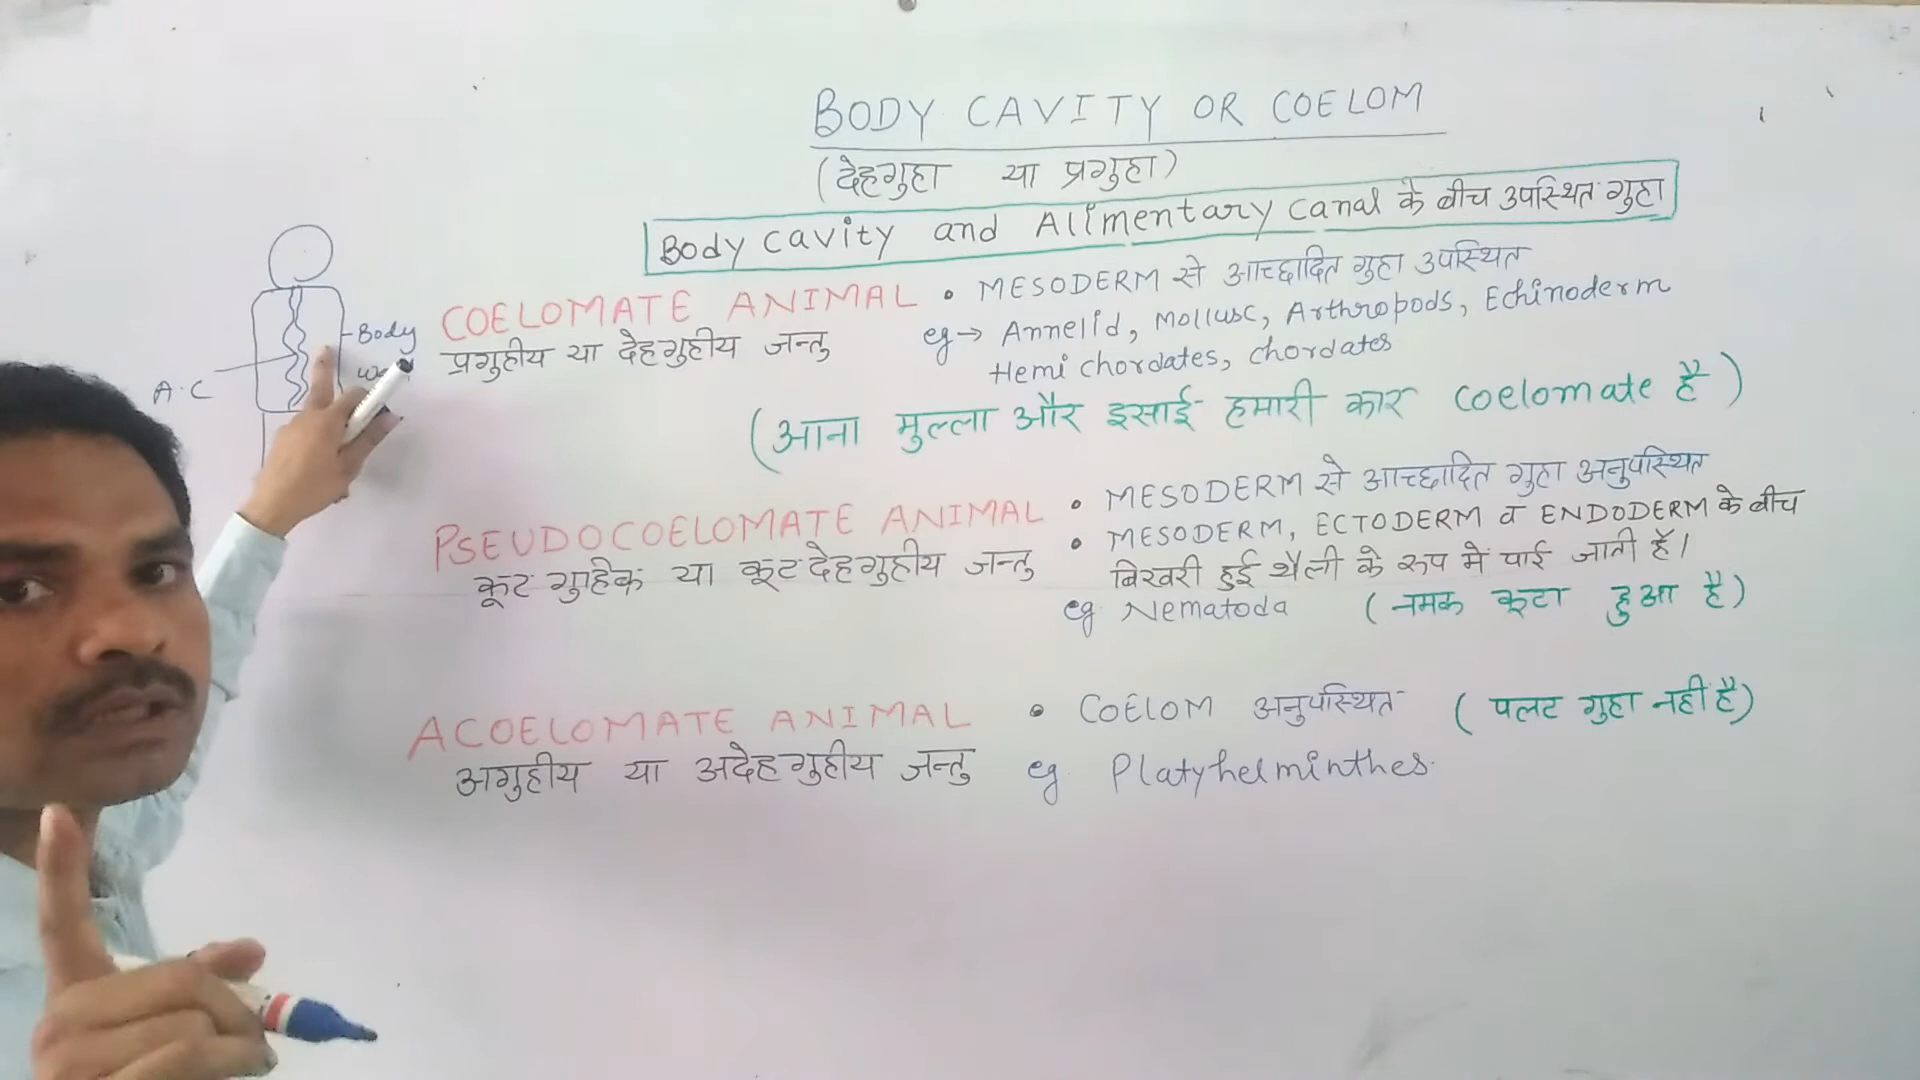 BODY CAVITY OR COELOM
(देहगुहा या प्रगुहा)
Body cavity and Alimentary canal के बीच उपस्थित गुहा
COELOMATE ANIMAL • MESODERM से आच्छादित गुहा उपस्थित
प्रगुहीय या देहगुहीय जन्तु
eg → Annelid, Mollusc, Arthropods, Echinoderm
Hemi chordates, chordates
(आना मुल्ला और इसाई हमारी कार coelomate है)
Body
A.C
PSEUDOCOELOMATE ANIMAL • MESODERM से आच्छादित गुहा अनुपस्थित
कूट गुहिक या कूटदेहगुहीय जन्तु
• MESODERM, ECTODERM व ENDODERM के बीच
बिखरी हुई थैली के रूप में पाई जाती है।
eg Nematoda (नमक कूटा हुआ है)
ACOELOMATE ANIMAL • COELOM अनुपस्थित (पलट गुहा नही है)
अगुहीय या अदेहगुहीय जन्तु eg Platyhelminthes.